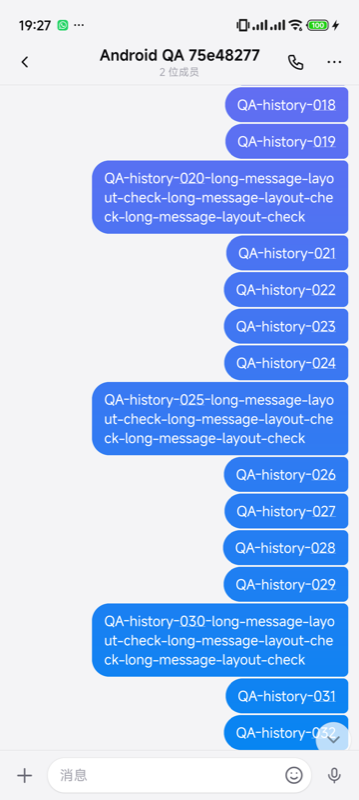 19:27
100
Android QA 75e48277
2 位成员
QA-history-018
QA-history-019
QA-history-020-long-message-layo
ut-check-long-message-layout-che
ck-long-message-layout-check
QA-history-021
QA-history-022
QA-history-023
QA-history-024
QA-history-025-long-message-layo
ut-check-long-message-layout-che
ck-long-message-layout-check
QA-history-026
QA-history-027
QA-history-028
QA-history-029
QA-history-030-long-message-layo
ut-check-long-message-layout-che
ck-long-message-layout-check
QA-history-031
QA-history-032
消息